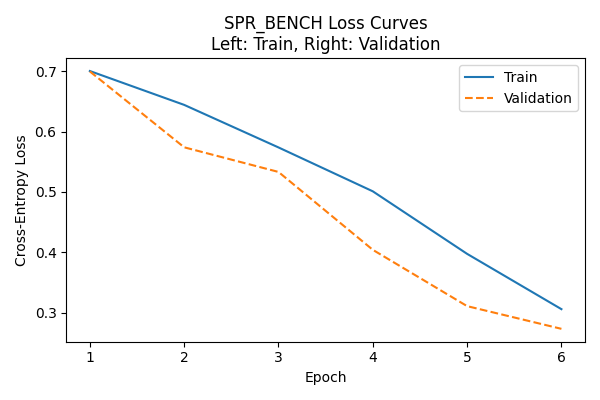 SPR_BENCH Loss Curves
Left: Train, Right: Validation
Train
Validation
Cross-Entropy Loss
0.7
0.6
0.5
0.4
0.3
1 2 3 4 5 6
Epoch